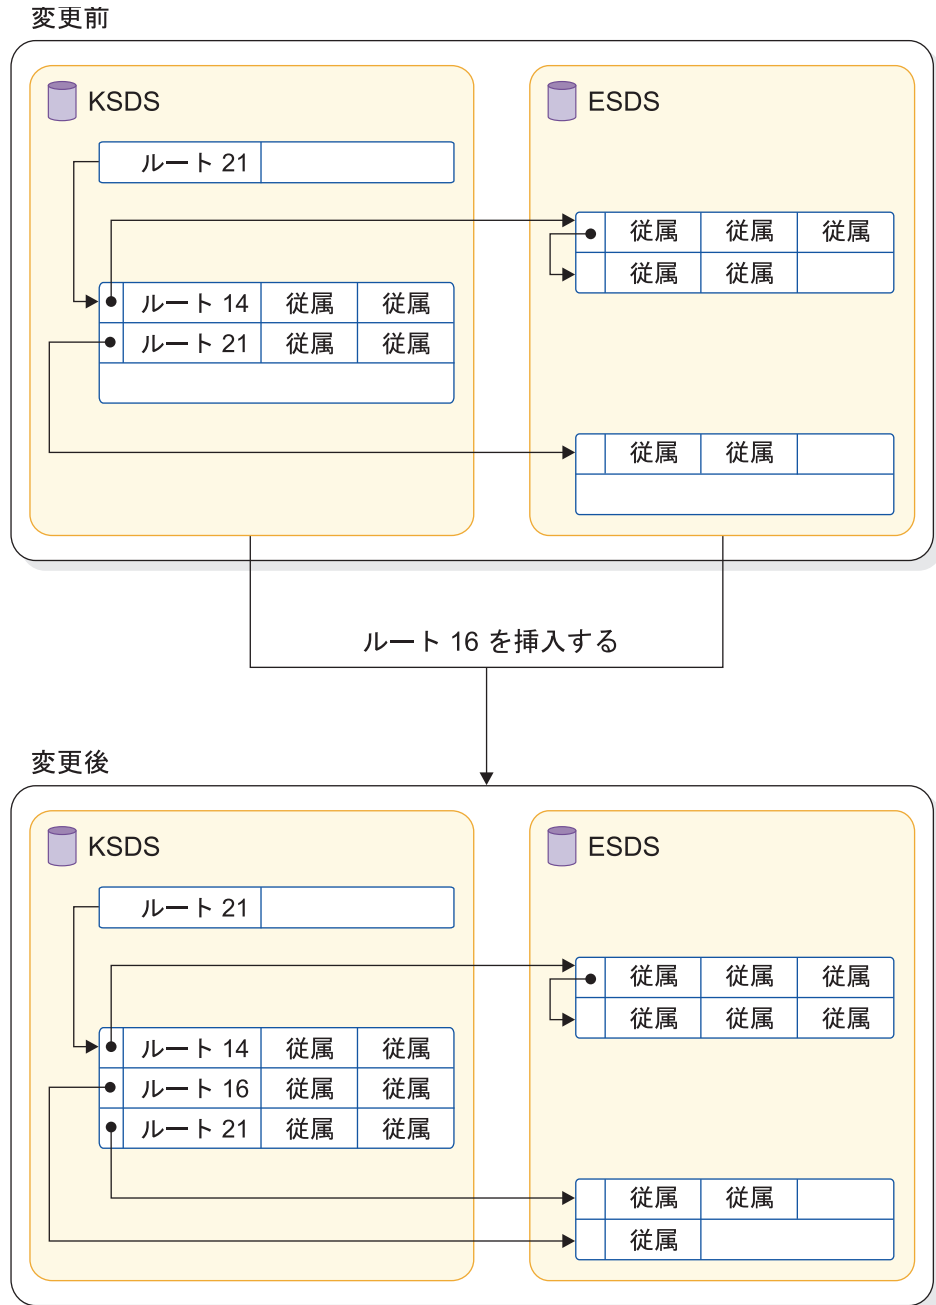 変更前
KSDS
ESDS
ルート 21
従属 従属 従属
従属 従属
ルート 14 従属 従属
ルート 21 従属 従属
従属 従属
ルート 16 を挿入する
変更後
KSDS
ESDS
ルート 21
従属 従属 従属
従属 従属 従属
ルート 14 従属 従属
ルート 16 従属 従属
ルート 21 従属 従属
従属 従属
従属